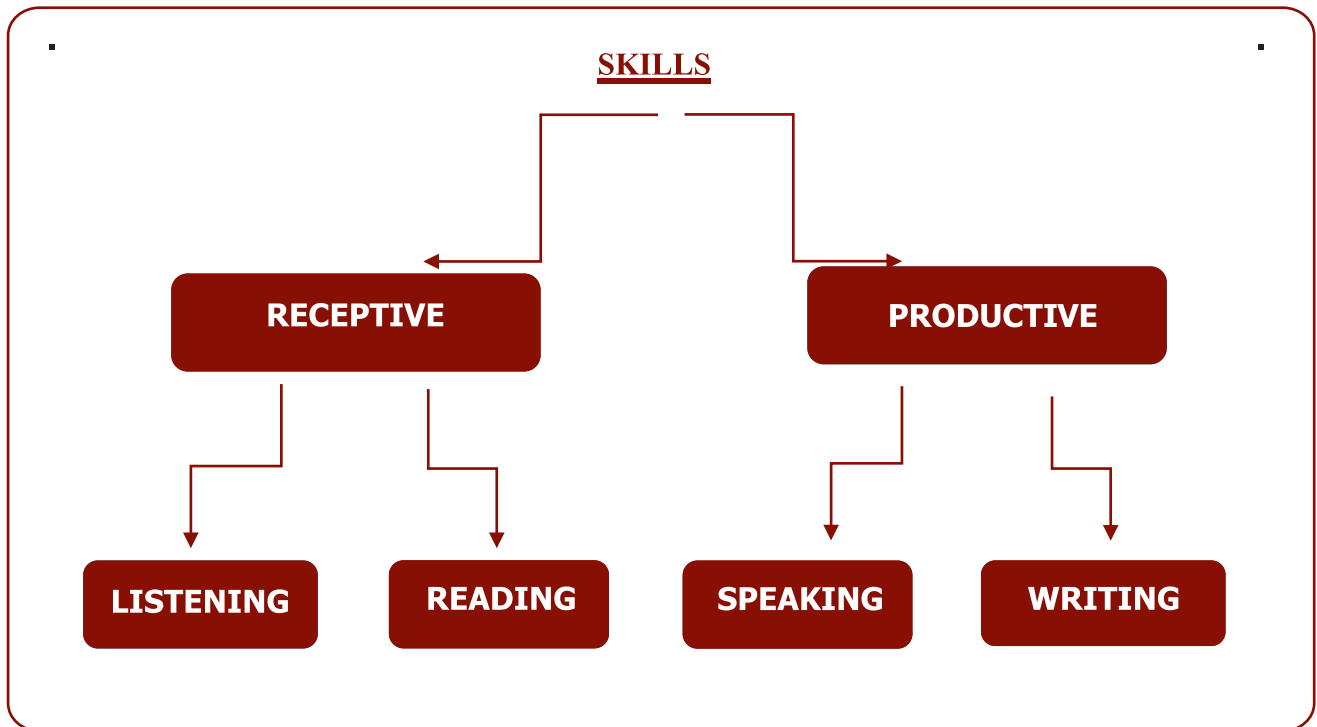 SKILLS
RECEPTIVE
PRODUCTIVE
LISTENING
READING
SPEAKING
WRITING